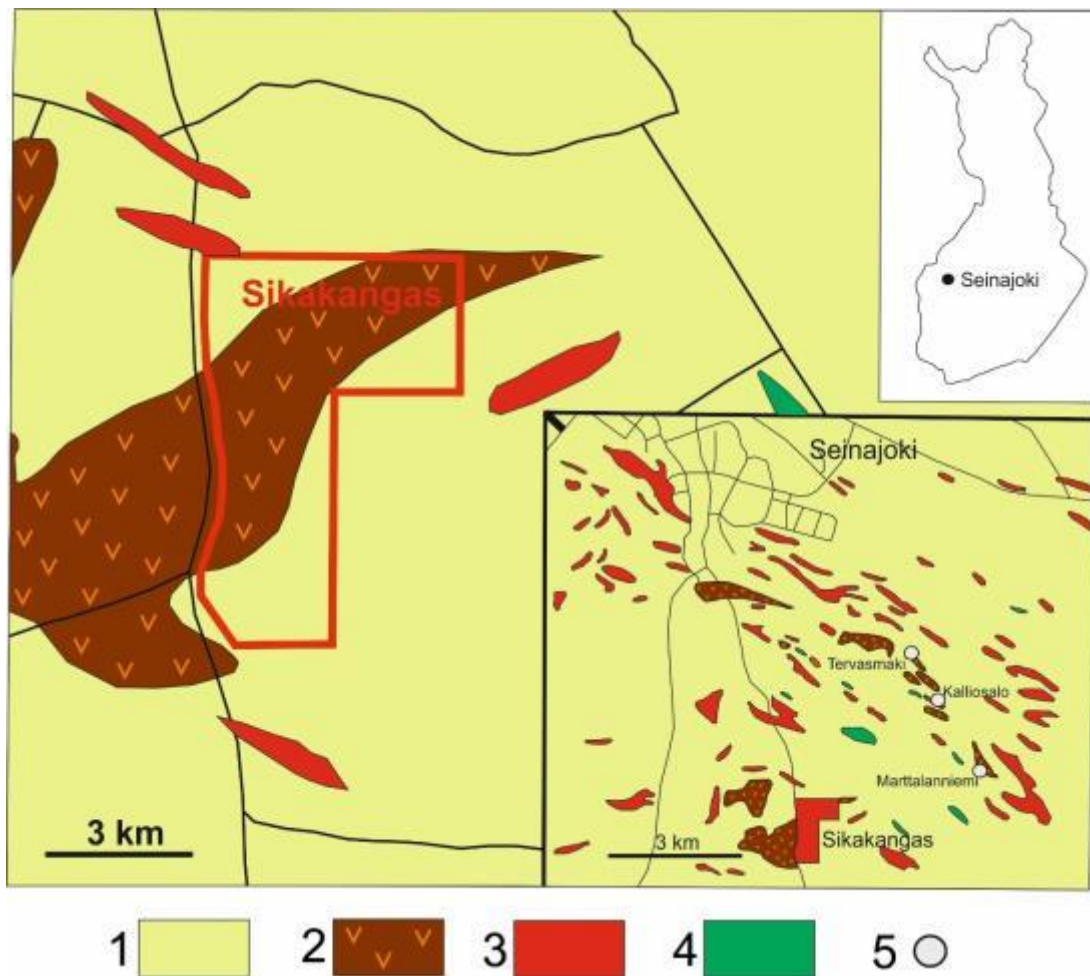 Sikakangas
Seinajoki
Seinajoki
Tervasmaki
Kalliosalo
Marttalanniemi
Sikakangas
3 km
3 km
1 2 3 4 5